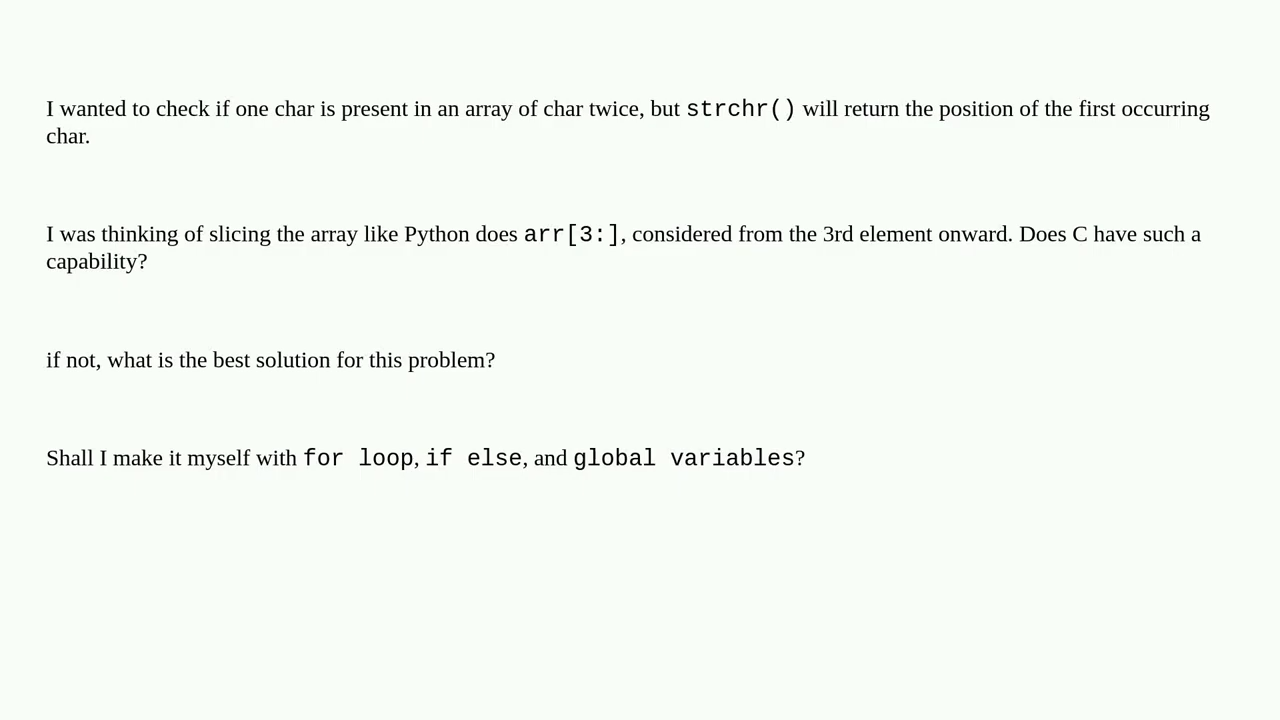 I wanted to check if one char is present in an array of char twice, but strchr() will return the position of the first occurring
char.
I was thinking of slicing the array like Python does arr[3:], considered from the 3rd element onward. Does C have such a
capability?
if not, what is the best solution for this problem?
Shall I make it myself with for loop, if else, and global variables?